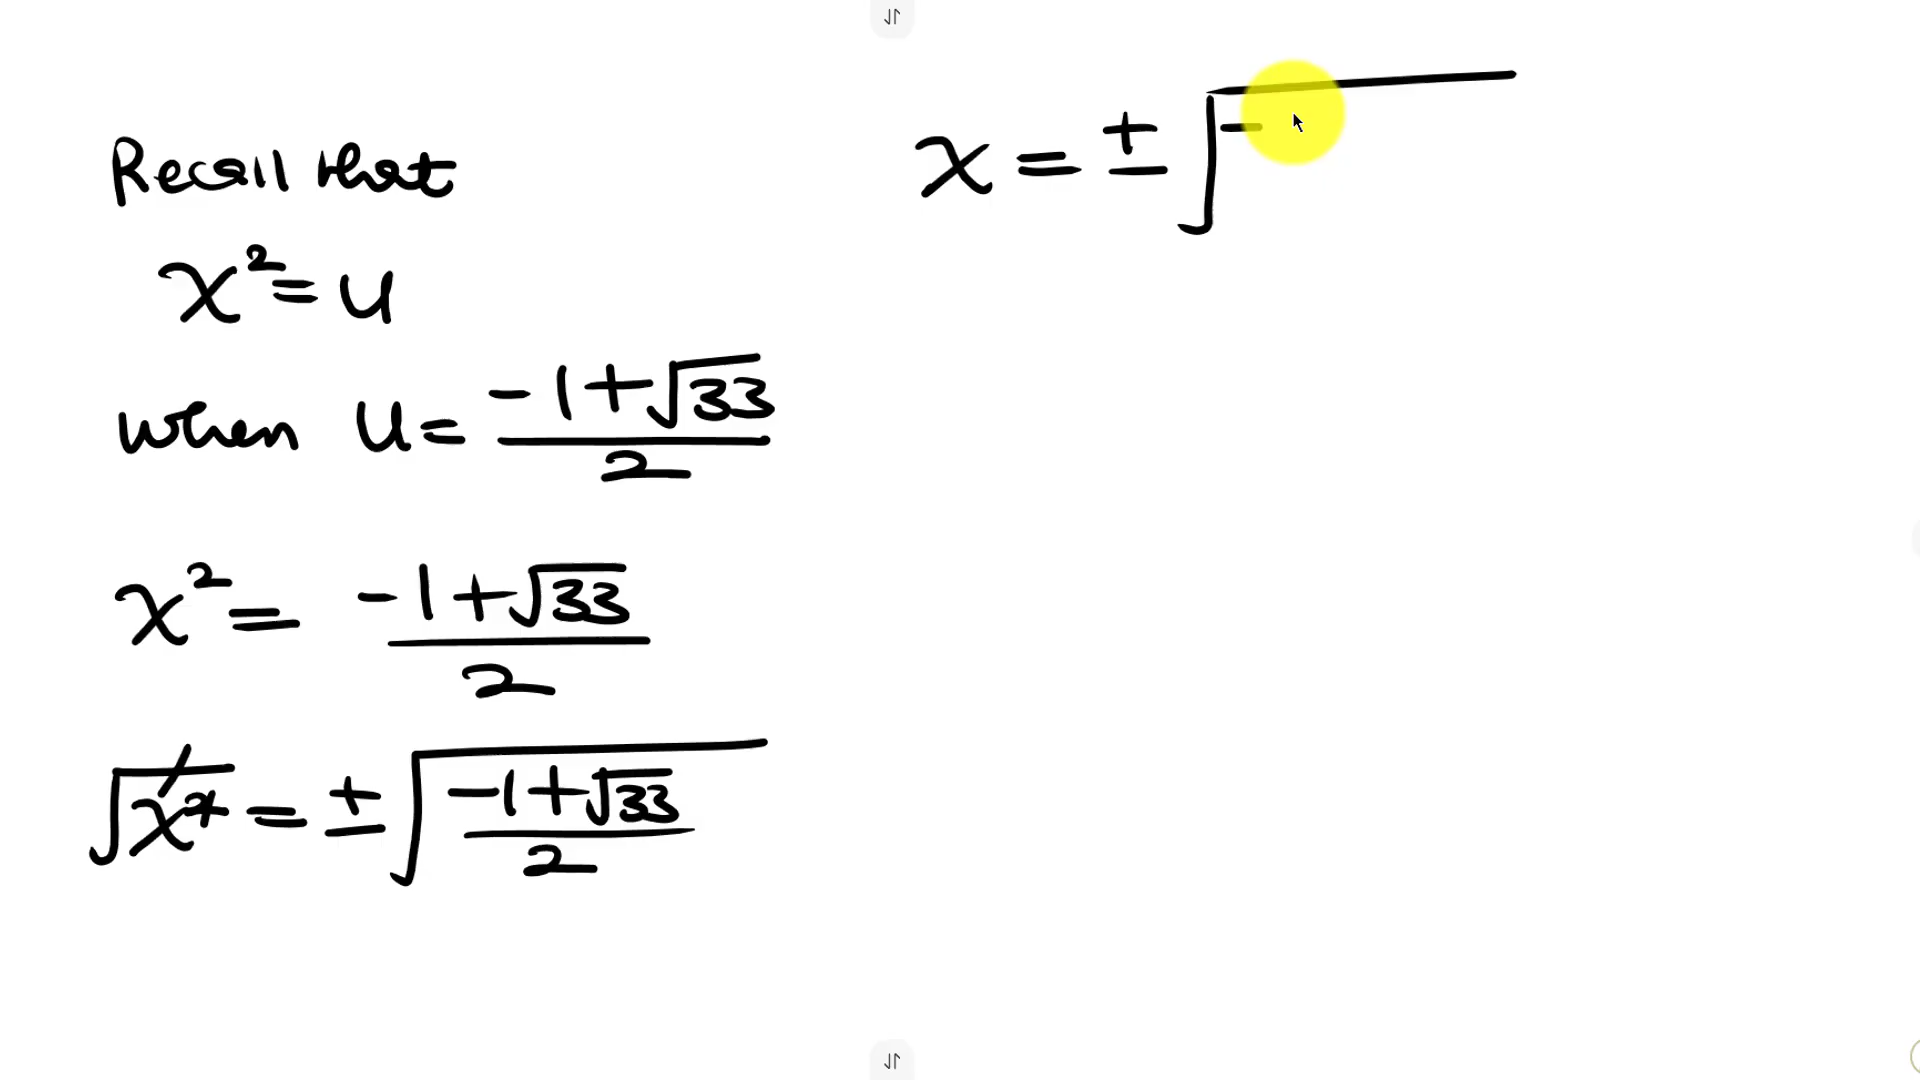 Recall that
x² = u
when u = (-1+√33)/2
x² = (-1+√33)/2
√x² = ±√((-1+√33)/2)
x = ±√(-